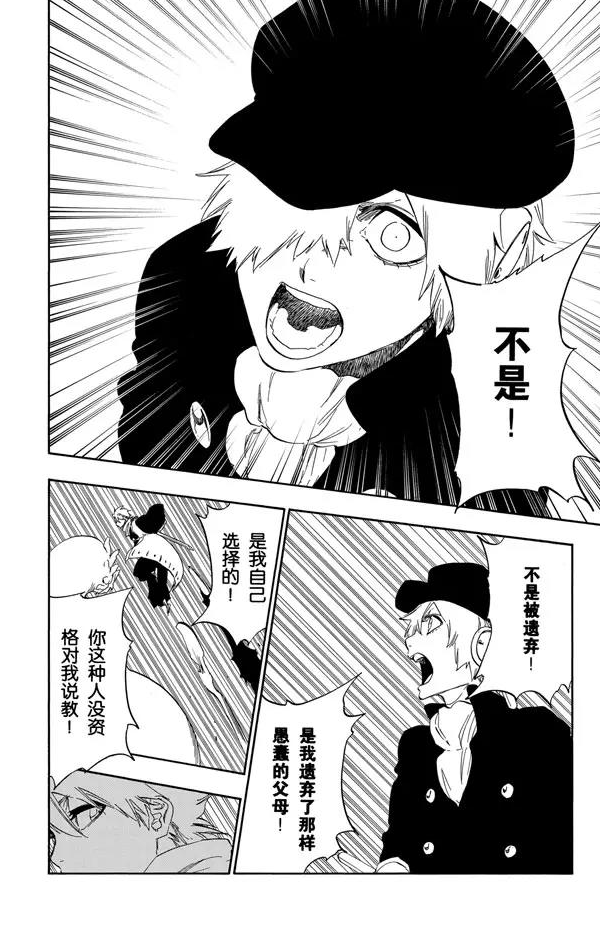 不是！
不是被遗弃！
是我遗弃了那样
愚蠢的父母！
是我自己
选择的！
你这种人没资
格对我说教！